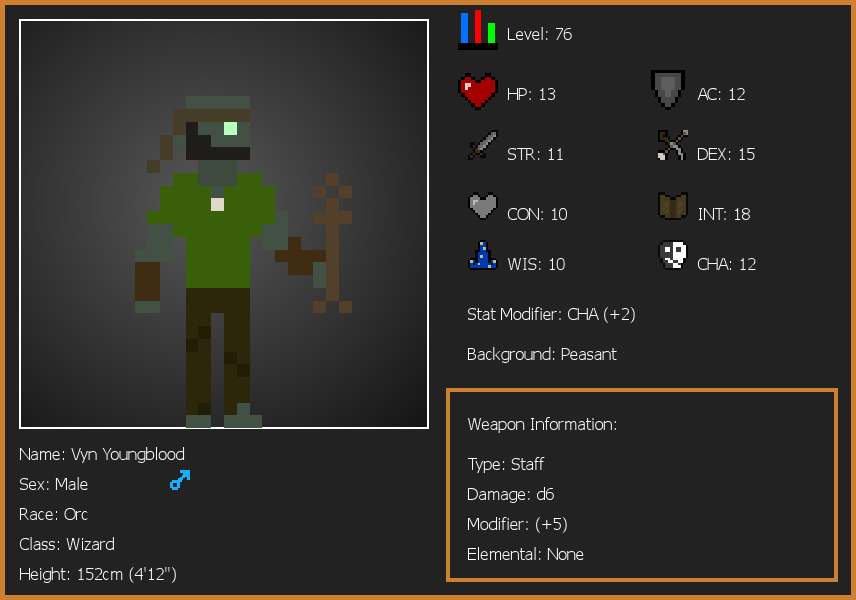 Level: 76
HP: 13
AC: 12
STR: 11
DEX: 15
CON: 10
INT: 18
WIS: 10
CHA: 12
Stat Modifier: CHA (+2)
Background: Peasant
Weapon Information:
Type: Staff
Damage: d6
Modifier: (+5)
Elemental: None
Name: Vyn Youngblood
Sex: Male
Race: Orc
Class: Wizard
Height: 152cm (4'12")